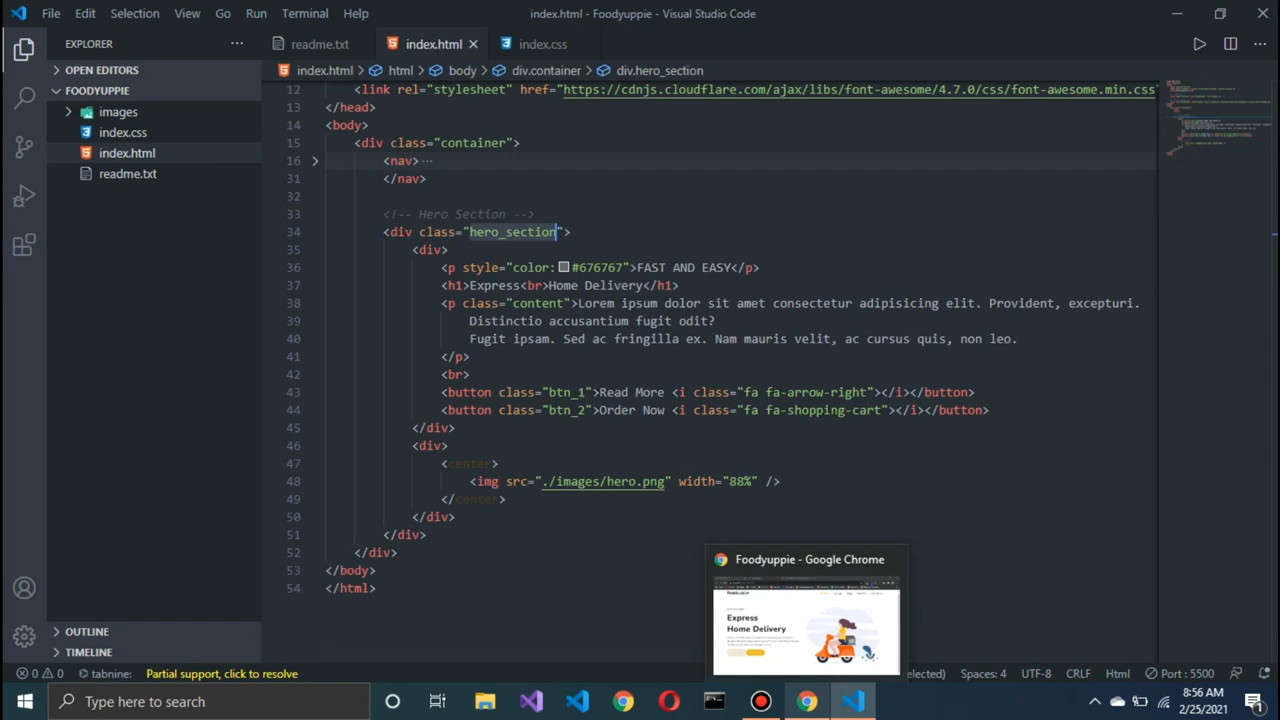 File Edit Selection View Go Run Terminal Help
index.html - Foodyuppie - Visual Studio Code
EXPLORER
readme.txt
index.html
index.css
OPEN EDITORS
FOODYUPPIE
images
index.css
index.html
readme.txt
OUTLINE
TIMELINE
index.html > html > body > div.container > div.hero_section
12 <link rel="stylesheet" href="https://cdnjs.cloudflare.com/ajax/libs/font-awesome/4.7.0/css/font-awesome.min.css"
13 </head>
14 <body>
15 <div class="container">
16 <nav> ···
31 </nav>
32
33 <!-- Hero Section -->
34 <div class="hero_section">
35 <div>
36 <p style="color:#676767">FAST AND EASY</p>
37 <h1>Express<br>Home Delivery</h1>
38 <p class="content">Lorem ipsum dolor sit amet consectetur adipisicing elit. Provident, excepturi.
39 Distinctio accusantium fugit odit?
40 Fugit ipsam. Sed ac fringilla ex. Nam mauris velit, ac cursus quis, non leo.
41 </p>
42 <br>
43 <button class="btn_1">Read More <i class="fa fa-arrow-right"></i></button>
44 <button class="btn_2">Order Now <i class="fa fa-shopping-cart"></i></button>
45 </div>
46 <div>
47 <center>
48 <img src="./images/hero.png" width="88%" />
49 </center>
50 </div>
51 </div>
52 </div>
53 </body>
54 </html>
Foodyuppie - Google Chrome
Express
Home Delivery
0 0 tabnine: Partial support, click to resolve
elected) Spaces: 4 UTF-8 CRLF Html Port : 5500
Type here to search
8:56 AM
2/25/2021
1